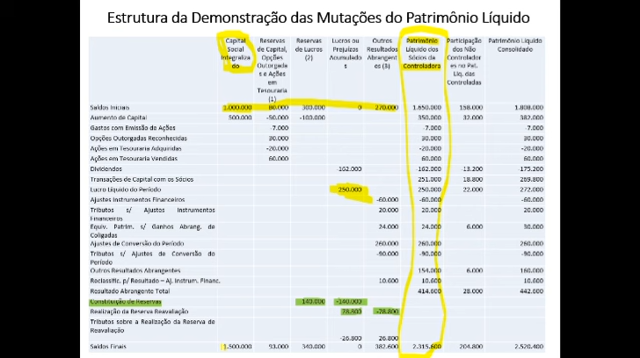 Estrutura da Demonstração das Mutações do Patrimônio Líquido
Capital Social Integralizado | Reservas de Capital, Opções Outorgadas e Ações em Tesouraria (1) | Reservas de Lucros (2) | Lucros ou Prejuízos Acumulados | Outros Resultados Abrangentes (3) | Patrimônio Líquido dos Sócios da Controladora | Participação dos Não Controladores no Pat. Líq. das Controladas | Patrimônio Líquido Consolidado
Saldos Iniciais 1.000.000 80.000 300.000 0 270.000 1.650.000 158.000 1.808.000
Aumento de Capital 500.000 -50.000 -100.000 350.000 32.000 382.000
Gastos com Emissão de Ações -7.000 -7.000 -7.000
Opções Outorgadas Reconhecidas 30.000 30.000 30.000
Ações em Tesouraria Adquiridas -20.000 -20.000 -20.000
Ações em Tesouraria Vendidas 60.000 60.000 60.000
Dividendos -162.000 -162.000 -13.200 -175.200
Transações de Capital com os Sócios 251.000 18.800 269.800
Lucro Líquido do Período 250.000 250.000 22.000 272.000
Ajustes Instrumentos Financeiros -60.000 -60.000 -60.000
Tributos s/ Ajustes Instrumentos Financeiros 20.000 20.000 20.000
Equiv. Patrim. s/ Ganhos Abrang. de Coligadas 24.000 24.000 6.000 30.000
Ajustes de Conversão do Período 260.000 260.000 260.000
Tributos s/ Ajustes de Conversão do Período -90.000 -90.000 -90.000
Outros Resultados Abrangentes 154.000 6.000 160.000
Reclassific. p/ Resultado – Aj. Instrum. Financ. 10.600 10.600 10.600
Resultado Abrangente Total 414.600 28.000 442.600
Constituição de Reservas 140.000 -140.000
Realização da Reserva Reavaliação 78.800 -78.800
Tributos sobre a Realização da Reserva de Reavaliação -26.800 26.800
Saldos Finais 1.500.000 93.000 340.000 0 382.600 2.315.600 204.800 2.520.400